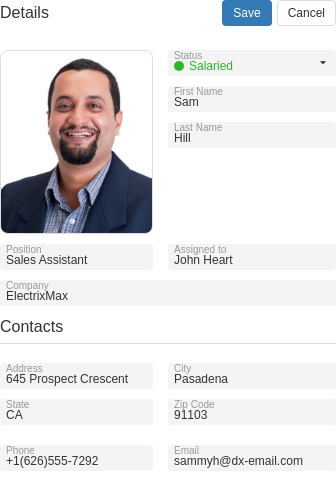 Details
Save
Cancel
Status
Salaried
First Name
Sam
Last Name
Hill
Position
Sales Assistant
Assigned to
John Heart
Company
ElectrixMax
Contacts
Address
645 Prospect Crescent
City
Pasadena
State
CA
Zip Code
91103
Phone
+1(626)555-7292
Email
sammyh@dx-email.com